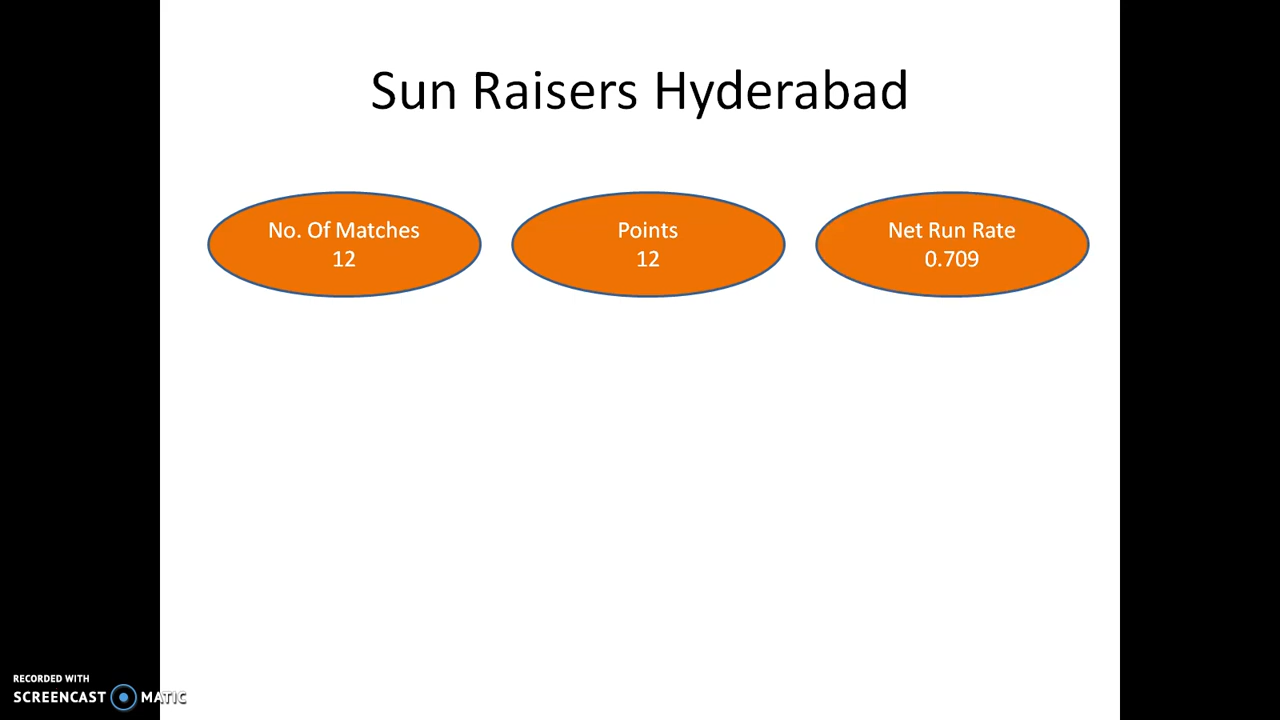 Sun Raisers Hyderabad
No. Of Matches
12
Points
12
Net Run Rate
0.709
RECORDED WITH
SCREENCAST MATIC